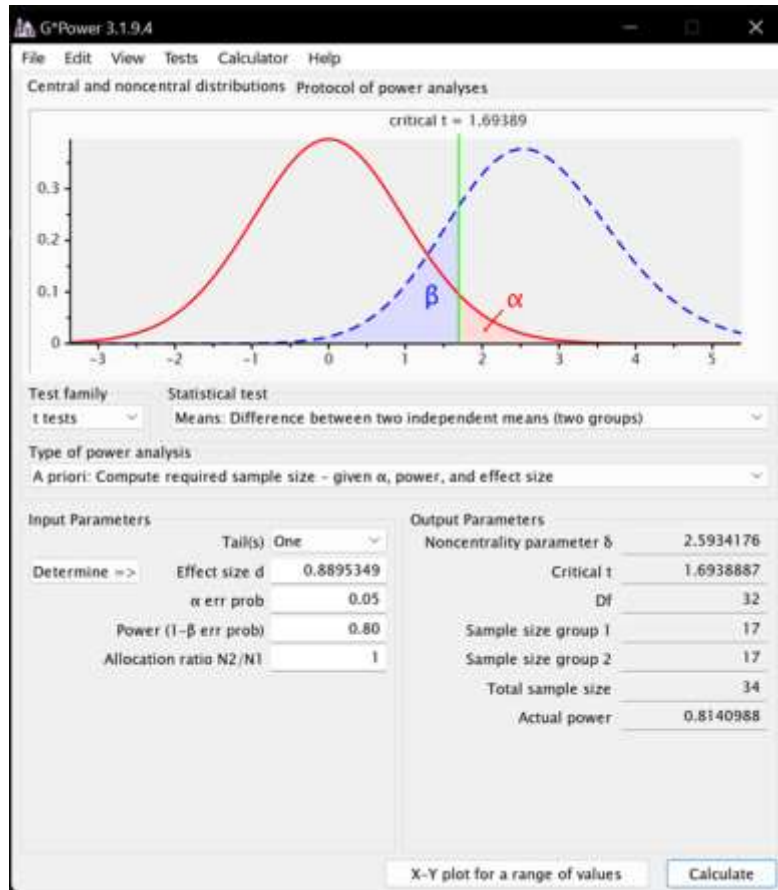 G*Power 3.1.9.4
File Edit View Tests Calculator Help
Central and noncentral distributions Protocol of power analyses
critical t = 1.69389
0.3
0.2
0.1
0
β
α
-3 -2 -1 0 1 2 3 4 5
Test family Statistical test
t tests Means: Difference between two independent means (two groups)
Type of power analysis
A priori: Compute required sample size - given α, power, and effect size
Input Parameters
Tail(s) One
Determine => Effect size d 0.8895349
α err prob 0.05
Power (1-β err prob) 0.80
Allocation ratio N2/N1 1
Output Parameters
Noncentrality parameter δ 2.5934176
Critical t 1.6938887
Df 32
Sample size group 1 17
Sample size group 2 17
Total sample size 34
Actual power 0.8140988
X-Y plot for a range of values Calculate